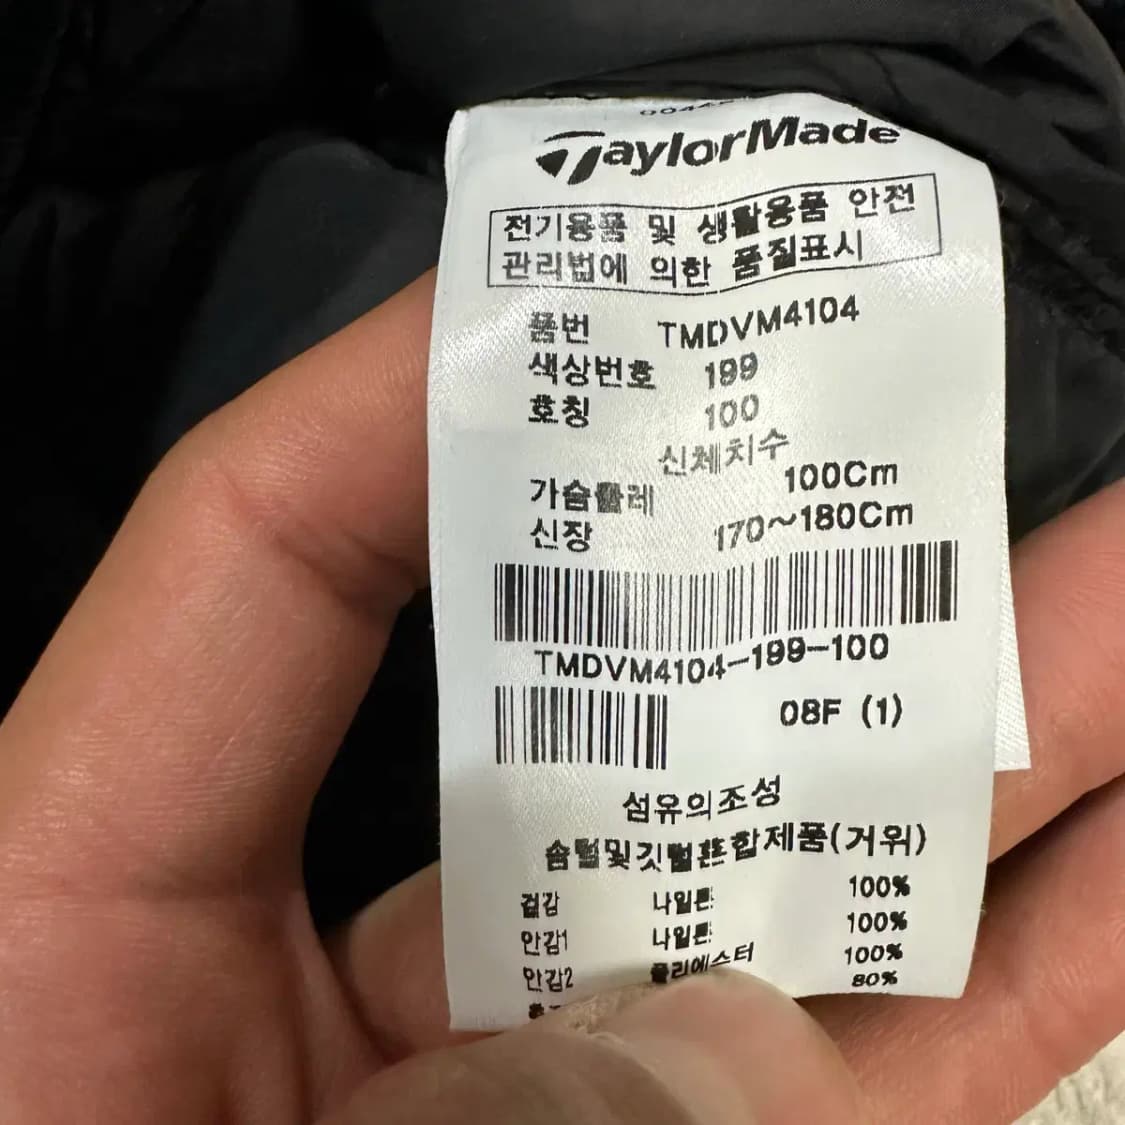 TaylorMade
전기용품 및 생활용품 안전
관리법에 의한 품질표시
품번 TMDVM4104
색상번호 199
호칭 100
신체치수
가슴둘레 100Cm
신장 170~180Cm
TMDVM4104-199-100
08F (1)
섬유의조성
솜털및깃털혼합제품(거위)
겉감 나일론 100%
안감1 나일론 100%
안감2 폴리에스터 100%
80%